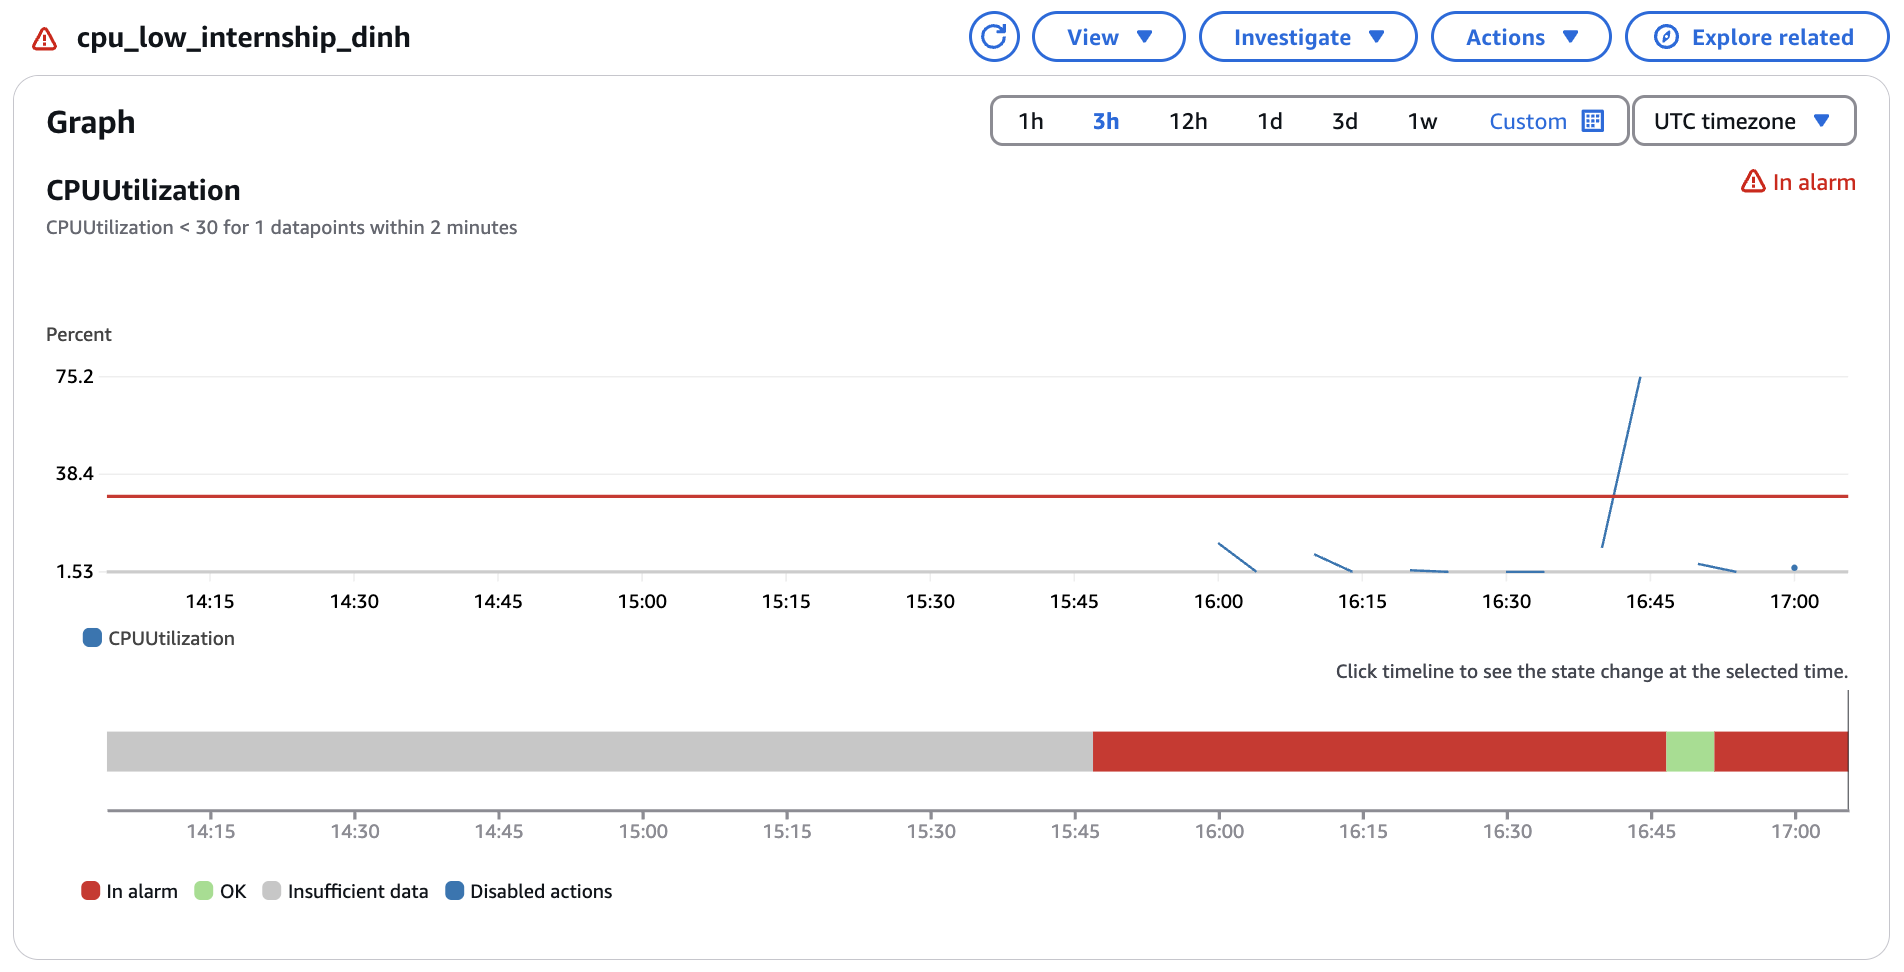 cpu_low_internship_dinh
View
Investigate
Actions
Explore related
Graph
1h 3h 12h 1d 3d 1w Custom
UTC timezone
CPUUtilization
In alarm
CPUUtilization < 30 for 1 datapoints within 2 minutes
Percent
75.2
38.4
1.53
14:15 14:30 14:45 15:00 15:15 15:30 15:45 16:00 16:15 16:30 16:45 17:00
CPUUtilization
Click timeline to see the state change at the selected time.
14:15 14:30 14:45 15:00 15:15 15:30 15:45 16:00 16:15 16:30 16:45 17:00
In alarm OK Insufficient data Disabled actions